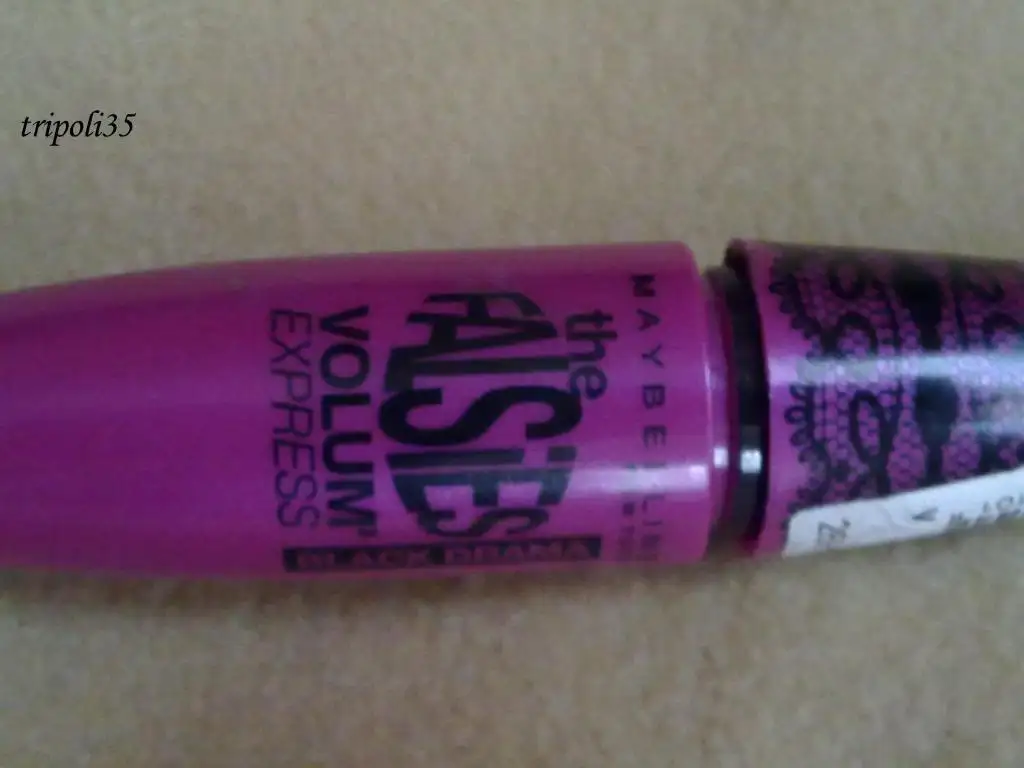 tripoli35
MAYBELLINE
the
FALSIES
VOLUM'
EXPRESS
BLACK DRAMA